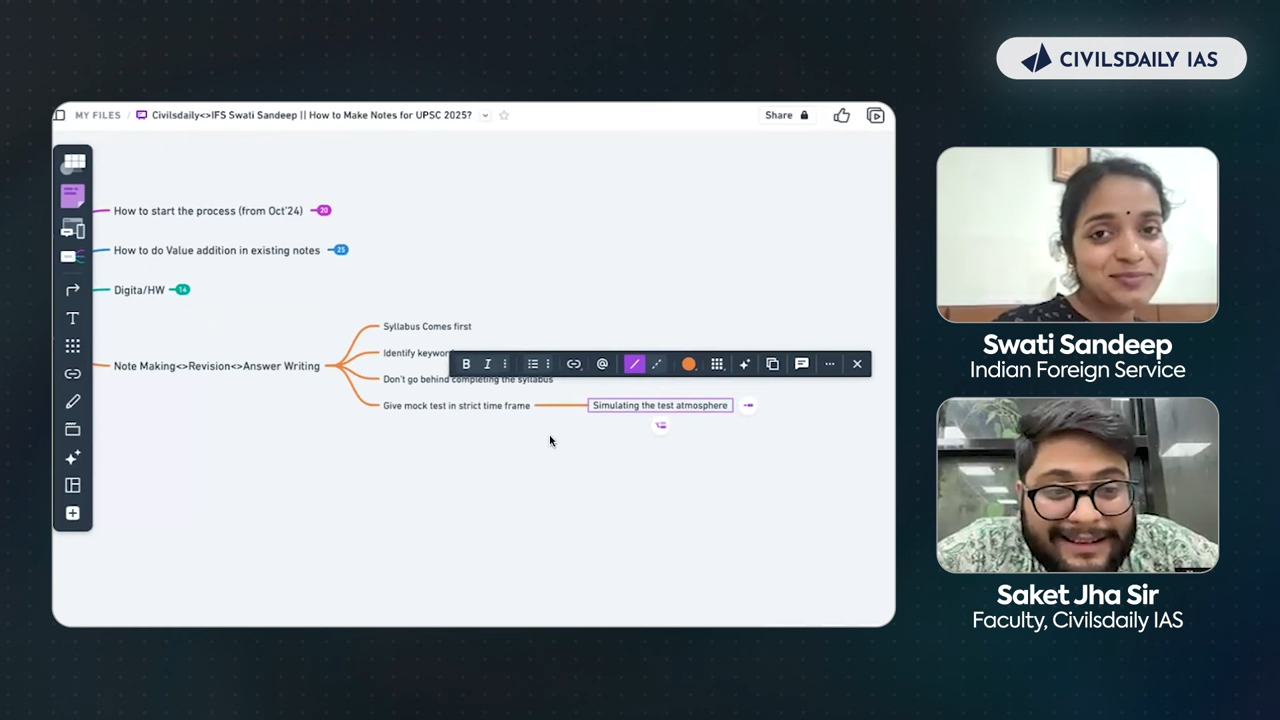 CIVILSDAILY IAS
MY FILES / Civilsdaily<>IFS Swati Sandeep || How to Make Notes for UPSC 2025?
Share
How to start the process (from Oct'24)
20
How to do Value addition in existing notes
25
Digita/HW
14
Note Making<>Revision<>Answer Writing
Syllabus Comes first
Identify keywor
B I
Don't go behind completing the syllabus
Give mock test in strict time frame
Simulating the test atmosphere
Swati Sandeep
Indian Foreign Service
Saket Jha Sir
Faculty, Civilsdaily IAS